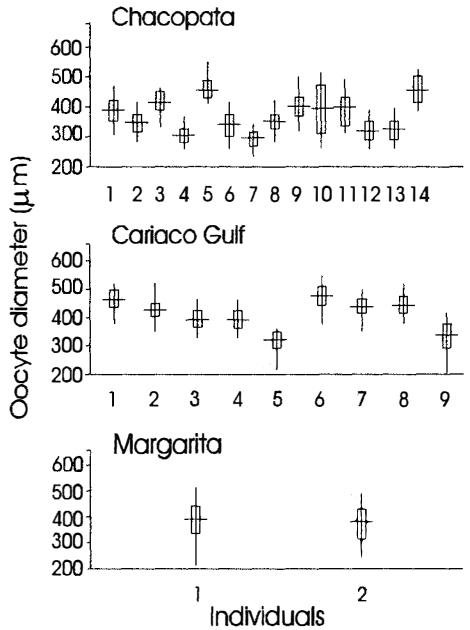 Chacopata
600
500
400
300
200
1 2 3 4 5 6 7 8 9 10 11 12 13 14
Oocyte diameter (µm)
Cariaco Gulf
600
500
400
300
200
1 2 3 4 5 6 7 8 9
Margarita
600
500
400
300
200
1 2
Individuals